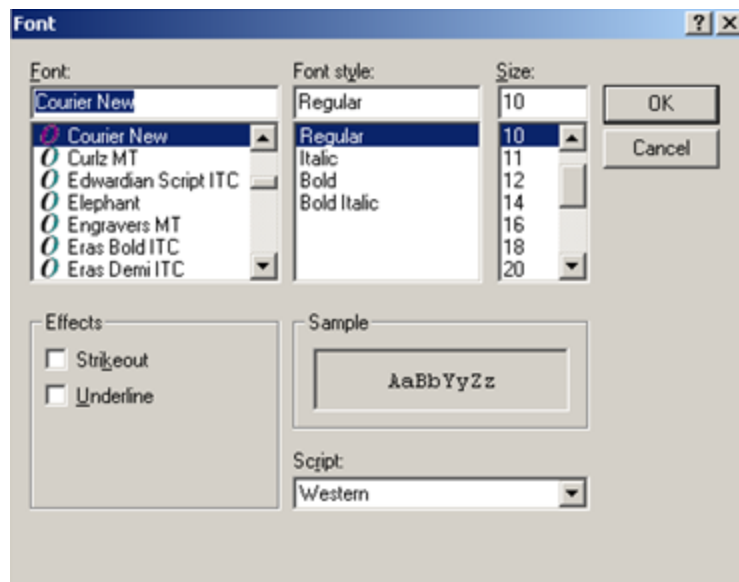 Font
Font:
Font style:
Size:
Courier New
Regular
10
OK
Courier New
Curlz MT
Edwardian Script ITC
Elephant
Engravers MT
Eras Bold ITC
Eras Demi ITC
Regular
Italic
Bold
Bold Italic
10
11
12
14
16
18
20
Cancel
Effects
Strikeout
Underline
Sample
AaBbYyZz
Script:
Western